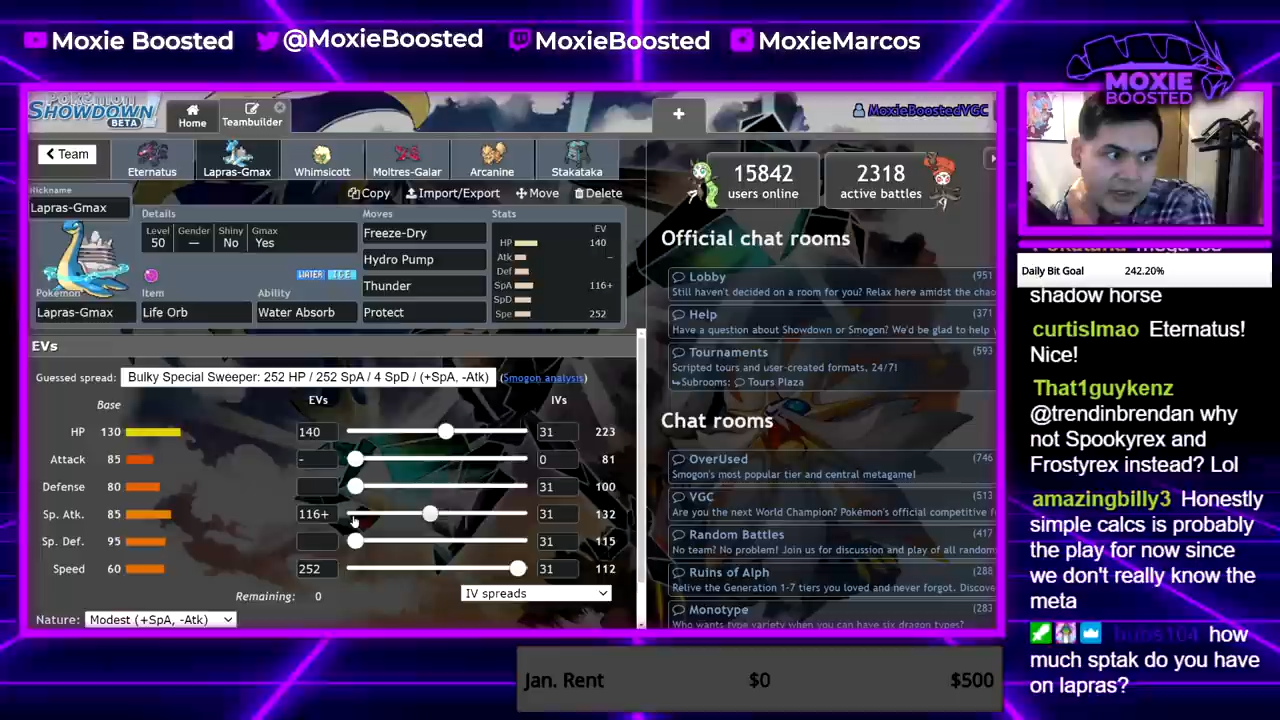 Moxie Boosted @MoxieBoosted MoxieBoosted MoxieMarcos
MOXIE
BOOSTED
POKéMON
SHOWDOWN
BETA
Home
Teambuilder
+
MoxieBoostedVGC
Team
Eternatus
Lapras-Gmax
Whimsicott
Moltres-Galar
Arcanine
Stakataka
Copy Import/Export Move Delete
Nickname
Lapras-Gmax
Details
Level Gender Shiny Gmax
50 — No Yes
WATER ICE
Pokémon
Lapras-Gmax
Item
Life Orb
Ability
Water Absorb
Moves
Freeze-Dry
Hydro Pump
Thunder
Protect
Stats
EV
HP 140
Atk –
Def
SpA 116+
SpD
Spe 252
EVs
Guessed spread: Bulky Special Sweeper: 252 HP / 252 SpA / 4 SpD / (+SpA, -Atk) (Smogon analysis)
Base EVs IVs
HP 130 140 31 223
Attack 85 - 0 81
Defense 80 31 100
Sp. Atk. 85 116+ 31 132
Sp. Def. 95 31 115
Speed 60 252 31 112
Remaining: 0
IV spreads
Nature: Modest (+SpA, -Atk)
15842
users online
2318
active battles
Official chat rooms
Lobby (951
Still haven't decided on a room for you? Relax here amidst the chao
Help (371
Have a question about Showdown or Smogon? We'd be glad to help y
Tournaments (593
Scripted tours and user-created formats, 24/71
Subrooms: Tours Plaza
Chat rooms
OverUsed (746
Smogon's most popular tier and central metagame!
VGC (513
Are you the next World Champion? Pokémon's official competitive f
Random Battles (417
No team? No problem! Join us for discussion and play of all random
Ruins of Alph (288
Relive the Generation 1-7 tiers you loved and never forgot. Discove
Monotype (283
Who wants type variety when you can have six dragon types?
Daily Bit Goal 242.20%
shadow horse
curtislmao Eternatus!
Nice!
That1guykenz
@trendinbrendan why
not Spookyrex and
Frostyrex instead? Lol
amazingbilly3 Honestly
simple calcs is probably
the play for now since
we don't really know the
meta
bubs104 how
much sptak do you have
on lapras?
Jan. Rent $0 $500